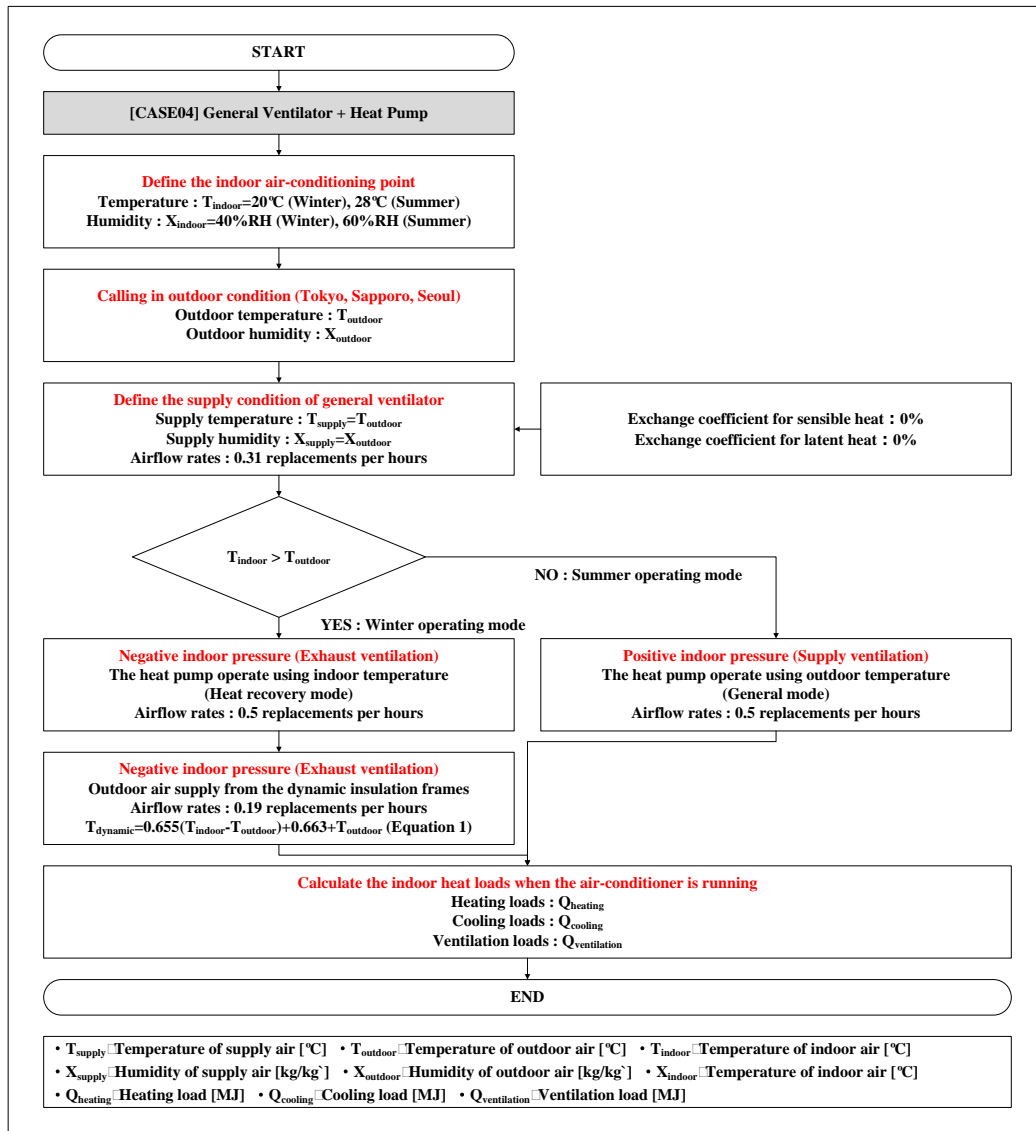 START
[CASE04] General Ventilator + Heat Pump
Define the indoor air-conditioning point
Temperature : Tindoor=20℃ (Winter), 28℃ (Summer)
Humidity : Xindoor=40%RH (Winter), 60%RH (Summer)
Calling in outdoor condition (Tokyo, Sapporo, Seoul)
Outdoor temperature : Toutdoor
Outdoor humidity : Xoutdoor
Define the supply condition of general ventilator
Supply temperature : Tsupply=Toutdoor
Supply humidity : Xsupply=Xoutdoor
Airflow rates : 0.31 replacements per hours
Exchange coefficient for sensible heat : 0%
Exchange coefficient for latent heat : 0%
Tindoor > Toutdoor
NO : Summer operating mode
YES : Winter operating mode
Negative indoor pressure (Exhaust ventilation)
The heat pump operate using indoor temperature
(Heat recovery mode)
Airflow rates : 0.5 replacements per hours
Positive indoor pressure (Supply ventilation)
The heat pump operate using outdoor temperature
(General mode)
Airflow rates : 0.5 replacements per hours
Negative indoor pressure (Exhaust ventilation)
Outdoor air supply from the dynamic insulation frames
Airflow rates : 0.19 replacements per hours
Tdynamic=0.655(Tindoor-Toutdoor)+0.663+Toutdoor (Equation 1)
Calculate the indoor heat loads when the air-conditioner is running
Heating loads : Qheating
Cooling loads : Qcooling
Ventilation loads : Qventilation
END
・Tsupply□Temperature of supply air [℃] ・Toutdoor□Temperature of outdoor air [℃] ・Tindoor□Temperature of indoor air [℃]
・Xsupply□Humidity of supply air [kg/kg`] ・Xoutdoor□Humidity of outdoor air [kg/kg`] ・Xindoor□Temperature of indoor air [℃]
・Qheating□Heating load [MJ] ・Qcooling□Cooling load [MJ] ・Qventilation□Ventilation load [MJ]